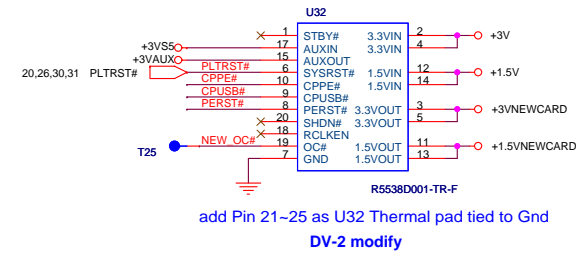 U32
1 STBY# 3.3VIN 2 +3V
+3VS5 17 AUXIN 3.3VIN 4
+3VAUX 15 AUXOUT
20,26,30,31 PLTRST# PLTRST# 6 SYSRST# 1.5VIN 12 +1.5V
CPPE# 10 CPPE# 1.5VIN 14
CPUSB# 9 CPUSB#
PERST# 8 PERST# 3.3VOUT 3 +3VNEWCARD
20 SHDN# 3.3VOUT 5
18 RCLKEN
T25 NEW_OC# 19 OC# 1.5VOUT 11 +1.5VNEWCARD
7 GND 1.5VOUT 13
R5538D001-TR-F
add Pin 21~25 as U32 Thermal pad tied to Gnd
DV-2 modify